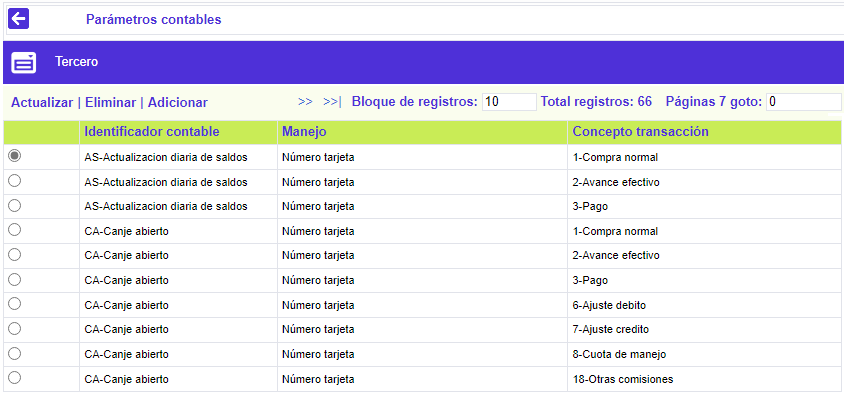 Parámetros contables
Tercero
Actualizar | Eliminar | Adicionar >> >>| Bloque de registros: 10 Total registros: 66 Páginas 7 goto: 0
Identificador contable Manejo Concepto transacción
AS-Actualizacion diaria de saldos Número tarjeta 1-Compra normal
AS-Actualizacion diaria de saldos Número tarjeta 2-Avance efectivo
AS-Actualizacion diaria de saldos Número tarjeta 3-Pago
CA-Canje abierto Número tarjeta 1-Compra normal
CA-Canje abierto Número tarjeta 2-Avance efectivo
CA-Canje abierto Número tarjeta 3-Pago
CA-Canje abierto Número tarjeta 6-Ajuste debito
CA-Canje abierto Número tarjeta 7-Ajuste credito
CA-Canje abierto Número tarjeta 8-Cuota de manejo
CA-Canje abierto Número tarjeta 18-Otras comisiones